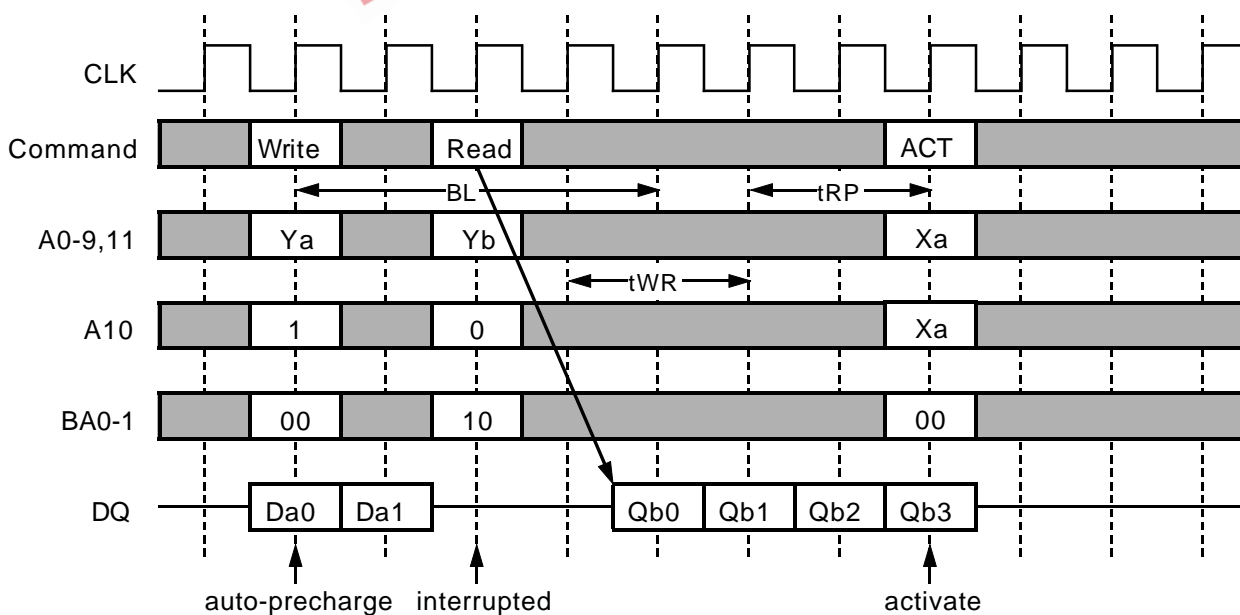 CLK
Command Write Read ACT
BL tRP
A0-9,11 Ya Yb Xa
tWR
A10 1 0 Xa
BA0-1 00 10 00
DQ Da0 Da1 Qb0 Qb1 Qb2 Qb3
auto-precharge interrupted activate